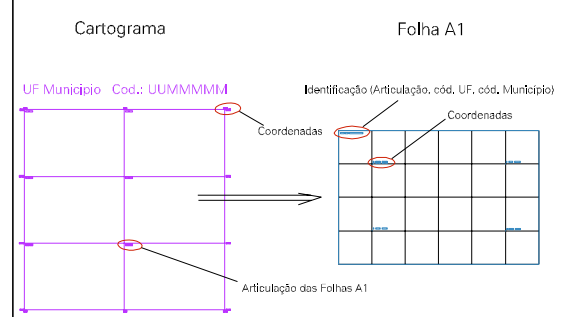 Cartograma
Folha A1
UF Município Cod.: UUMMMMM
Identificação (Articulação, cód. UF, cód. Município)
Coordenadas
Coordenadas
Articulação das Folhas A1